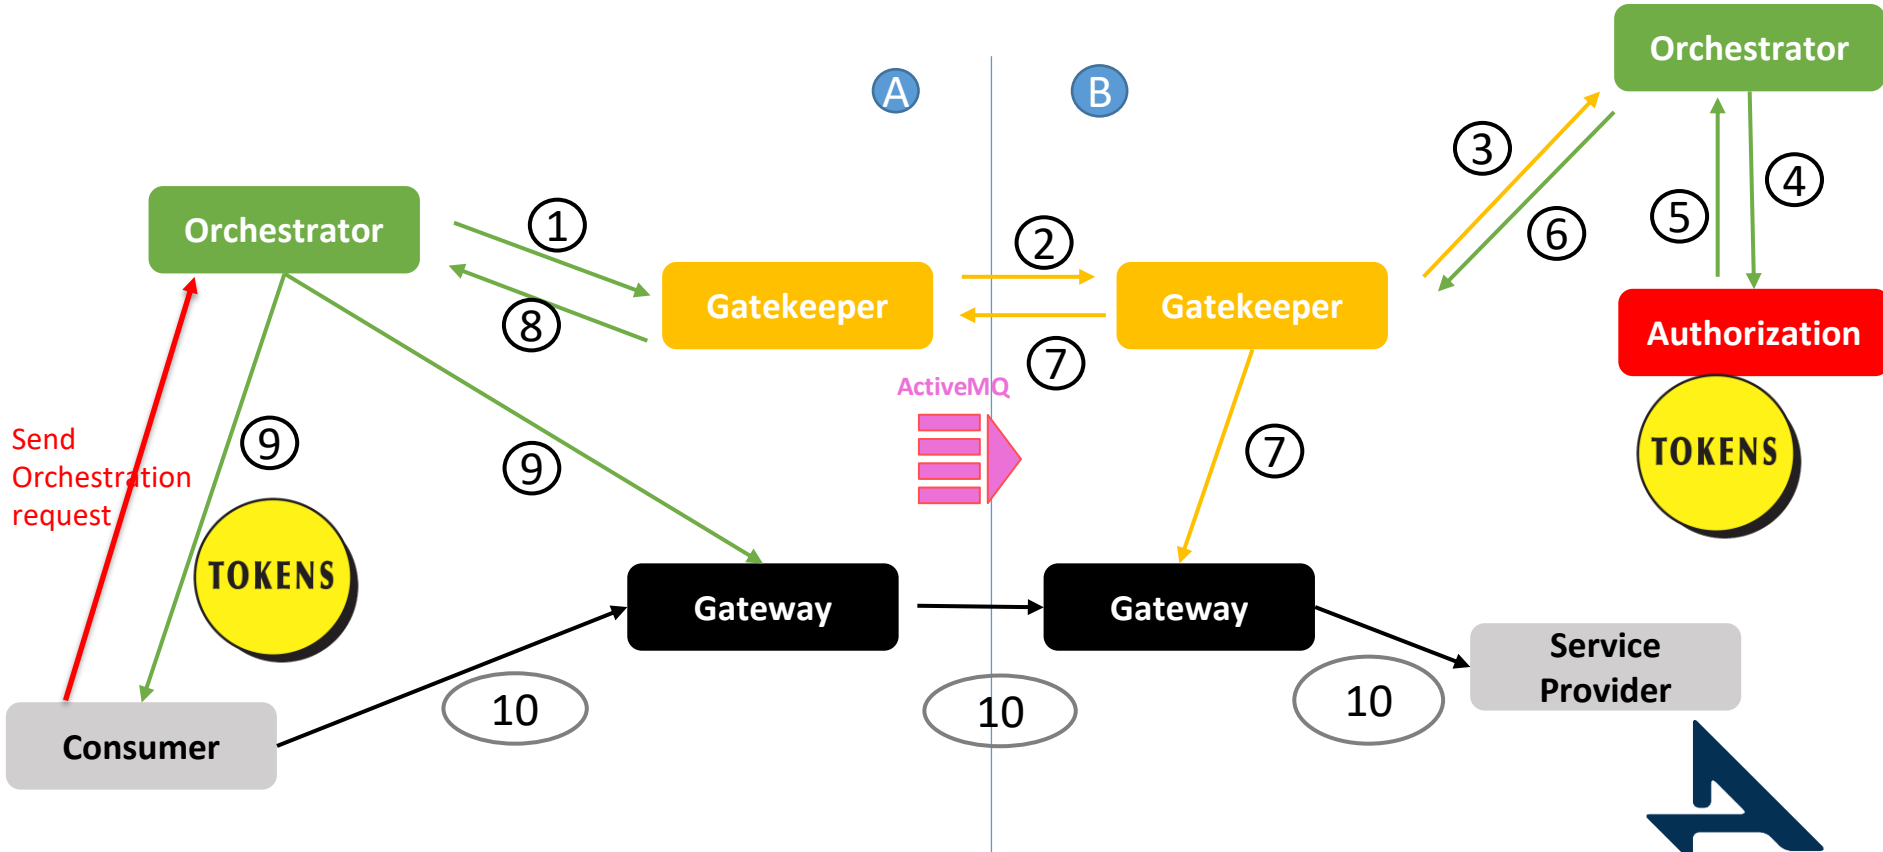 Orchestrator
A
B
3
4
Orchestrator
1
2
5
6
Gatekeeper
Gatekeeper
8
7
Authorization
ActiveMQ
TOKENS
Send
Orchestration
request
9
9
7
TOKENS
Gateway
Gateway
Service
Provider
10
10
10
Consumer